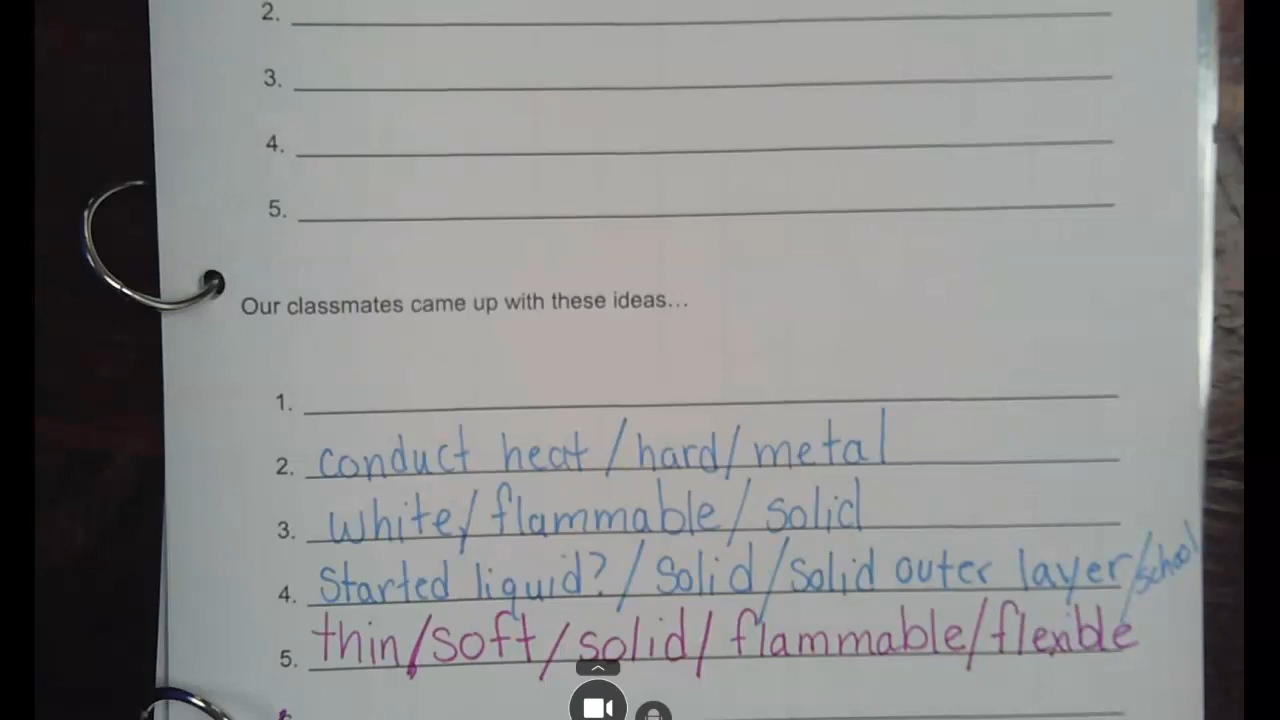 2.
3.
4.
5.
Our classmates came up with these ideas...
1.
2. conduct heat / hard / metal
3. white / flammable / solid
4. Started liquid? / solid / solid outer layer / school
5. thin / soft / solid / flammable / flexible